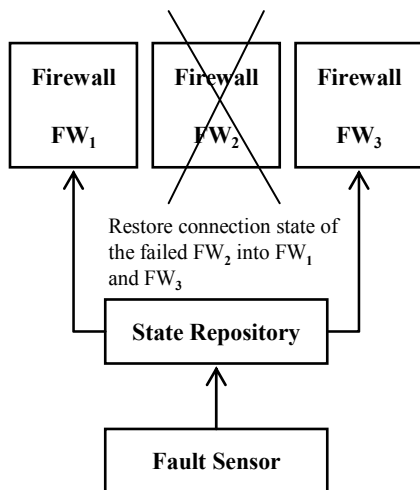 Firewall
FW1
Firewall
FW2
Firewall
FW3
Restore connection state of
the failed FW2 into FW1
and FW3
State Repository
Fault Sensor